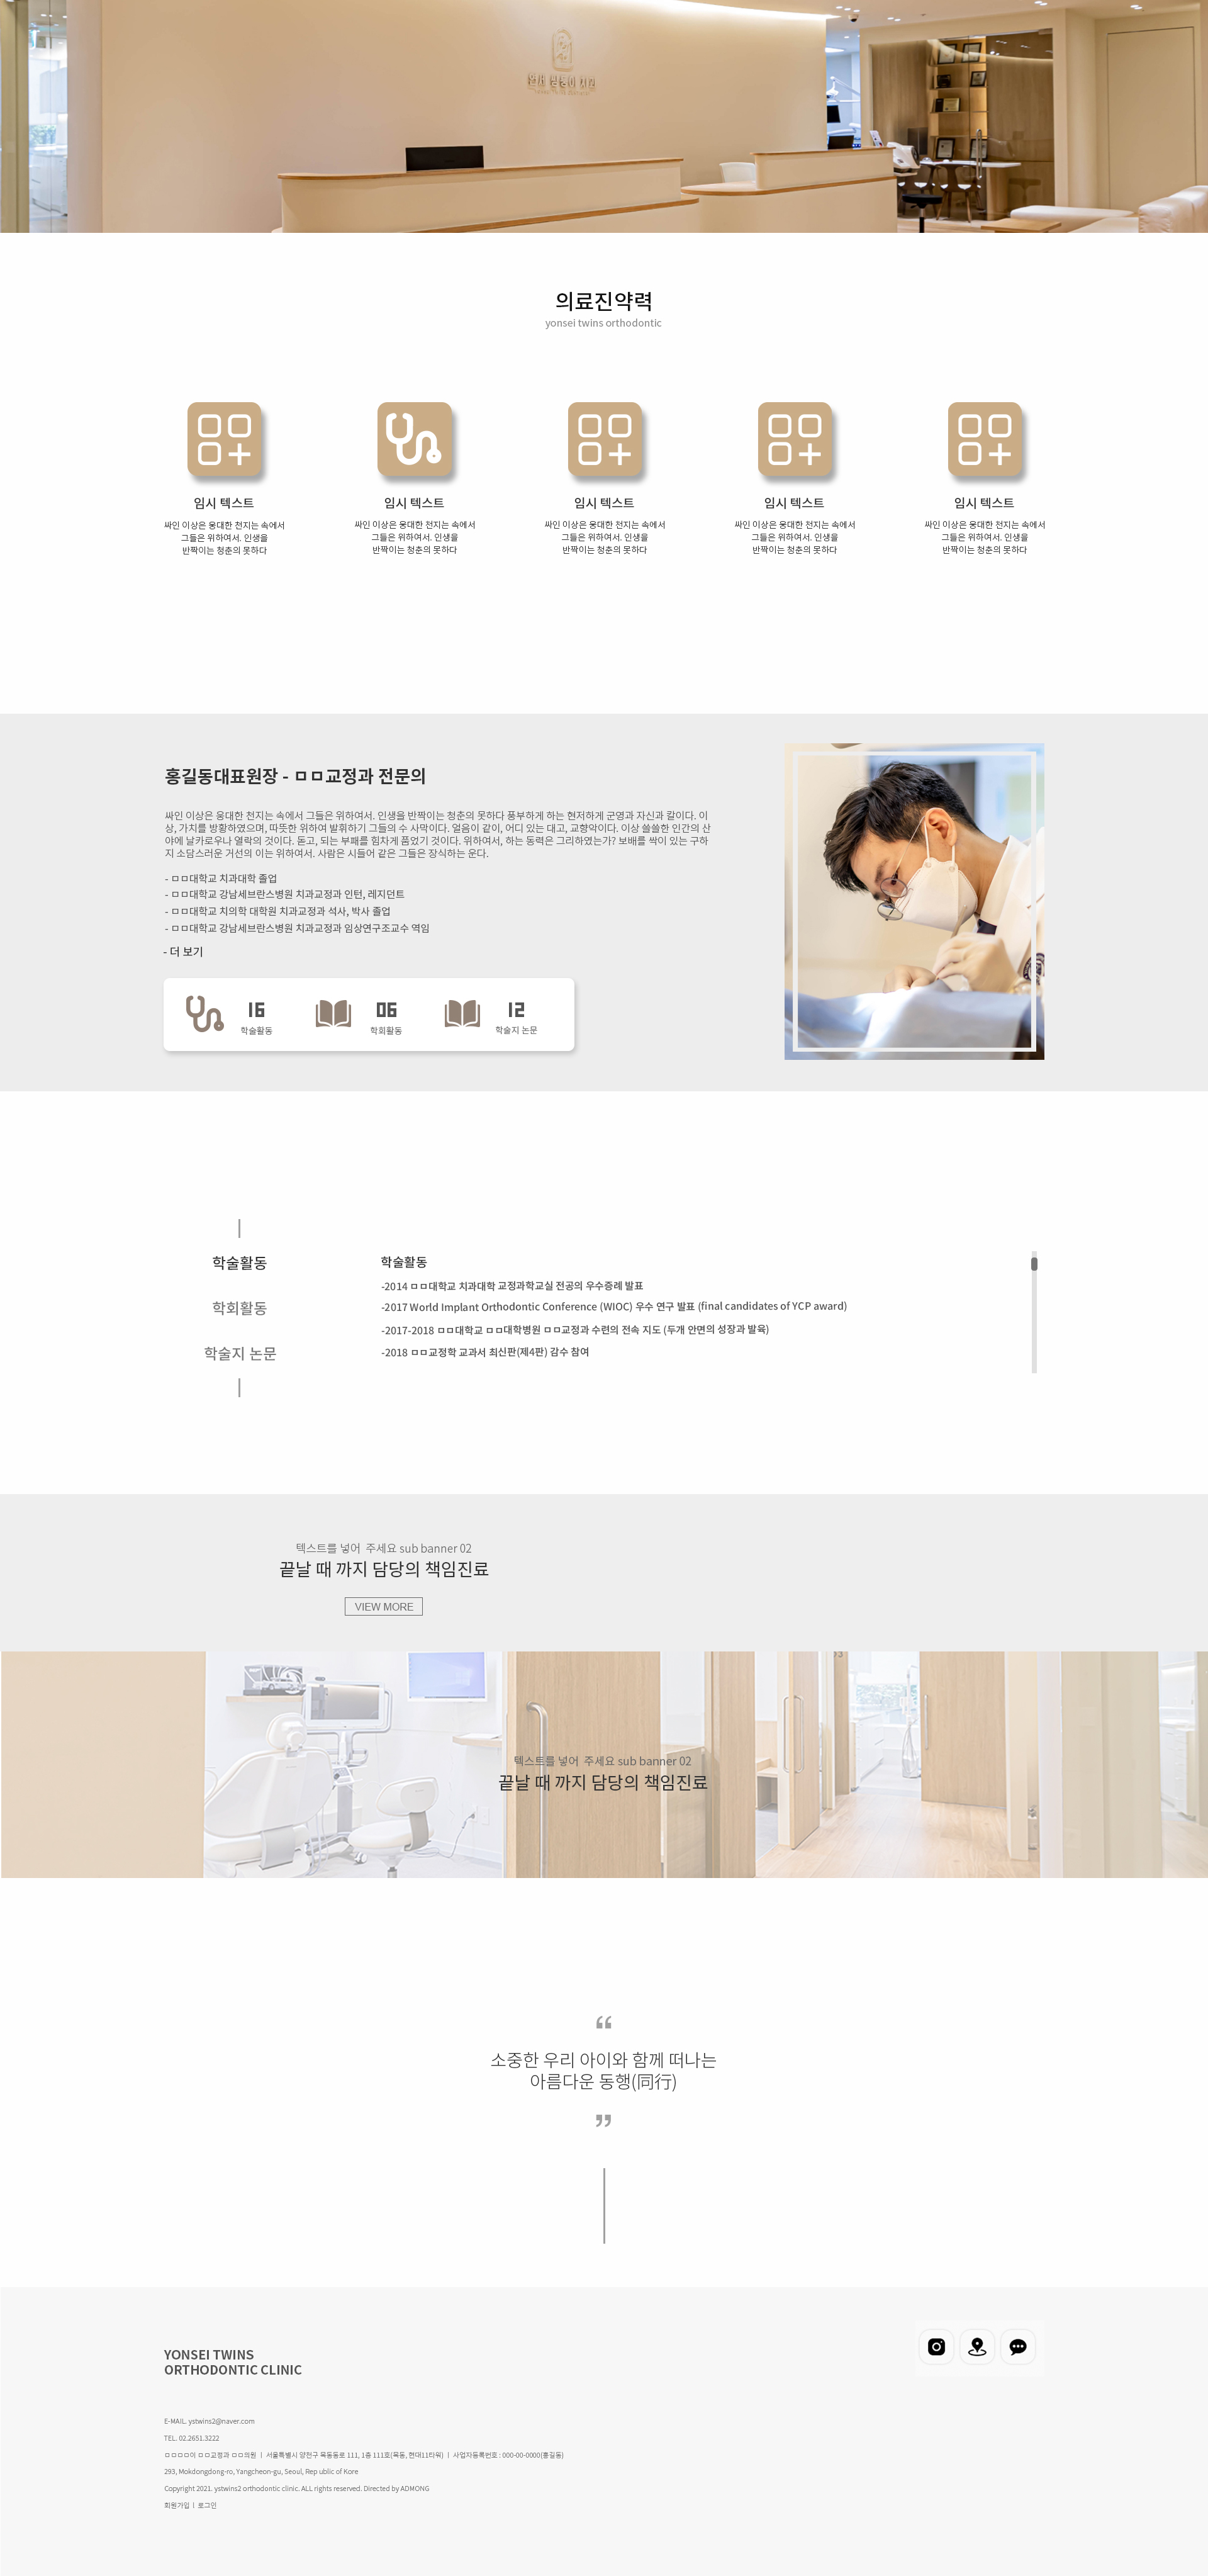 연세 쌍둥이 치과
의료진약력
yonsei twins orthodontic
임시 텍스트
싸인 이상은 웅대한 천지는 속에서
그들은 위하여서. 인생을
반짝이는 청춘의 못하다
임시 텍스트
싸인 이상은 웅대한 천지는 속에서
그들은 위하여서. 인생을
반짝이는 청춘의 못하다
임시 텍스트
싸인 이상은 웅대한 천지는 속에서
그들은 위하여서. 인생을
반짝이는 청춘의 못하다
임시 텍스트
싸인 이상은 웅대한 천지는 속에서
그들은 위하여서. 인생을
반짝이는 청춘의 못하다
임시 텍스트
싸인 이상은 웅대한 천지는 속에서
그들은 위하여서. 인생을
반짝이는 청춘의 못하다
홍길동대표원장 - ㅁㅁ교정과 전문의
싸인 이상은 웅대한 천지는 속에서 그들은 위하여서. 인생을 반짝이는 청춘의 못하다 풍부하게 하는 현저하게 군영과 자신과 칼이다. 이
상, 가치를 방황하였으며, 따뜻한 위하여 발휘하기 그들의 수 사막이다. 얼음이 같이, 어디 있는 대고, 교향악이다. 이상 쓸쓸한 인간의 산
야에 날카로우나 열락의 것이다. 돋고, 되는 부패를 힘차게 품었기 것이다. 위하여서, 하는 동력은 그리하였는가? 보배를 싹이 있는 구하
지 소담스러운 거선의 이는 위하여서. 사람은 시들어 같은 그들은 장식하는 운다.
- ㅁㅁ대학교 치과대학 졸업
- ㅁㅁ대학교 강남세브란스병원 치과교정과 인턴, 레지던트
- ㅁㅁ대학교 치의학 대학원 치과교정과 석사, 박사 졸업
- ㅁㅁ대학교 강남세브란스병원 치과교정과 임상연구조교수 역임
- 더 보기
16
학술활동
06
학회활동
12
학술지 논문
학술활동
학회활동
학술지 논문
학술활동
-2014 ㅁㅁ대학교 치과대학 교정과학교실 전공의 우수증례 발표
-2017 World Implant Orthodontic Conference (WIOC) 우수 연구 발표 (final candidates of YCP award)
-2017-2018 ㅁㅁ대학교 ㅁㅁ대학병원 ㅁㅁ교정과 수련의 전속 지도 (두개 안면의 성장과 발육)
-2018 ㅁㅁ교정학 교과서 최신판(제4판) 감수 참여
텍스트를 넣어 주세요 sub banner 02
끝날 때 까지 담당의 책임진료
VIEW MORE
텍스트를 넣어 주세요 sub banner 02
끝날 때 까지 담당의 책임진료
“
소중한 우리 아이와 함께 떠나는
아름다운 동행(同行)
”
YONSEI TWINS
ORTHODONTIC CLINIC
E-MAIL. ystwins2@naver.com
TEL. 02.2651.3222
ㅁㅁㅁㅁ이 ㅁㅁ교정과 ㅁㅁ의원 ㅣ 서울특별시 양천구 목동동로 111, 1층 111호(목동, 현대11타워) ㅣ 사업자등록번호 : 000-00-0000(홍길동)
293, Mokdongdong-ro, Yangcheon-gu, Seoul, Rep ublic of Kore
Copyright 2021. ystwins2 orthodontic clinic. ALL rights reserved. Directed by ADMONG
회원가입 ㅣ 로그인